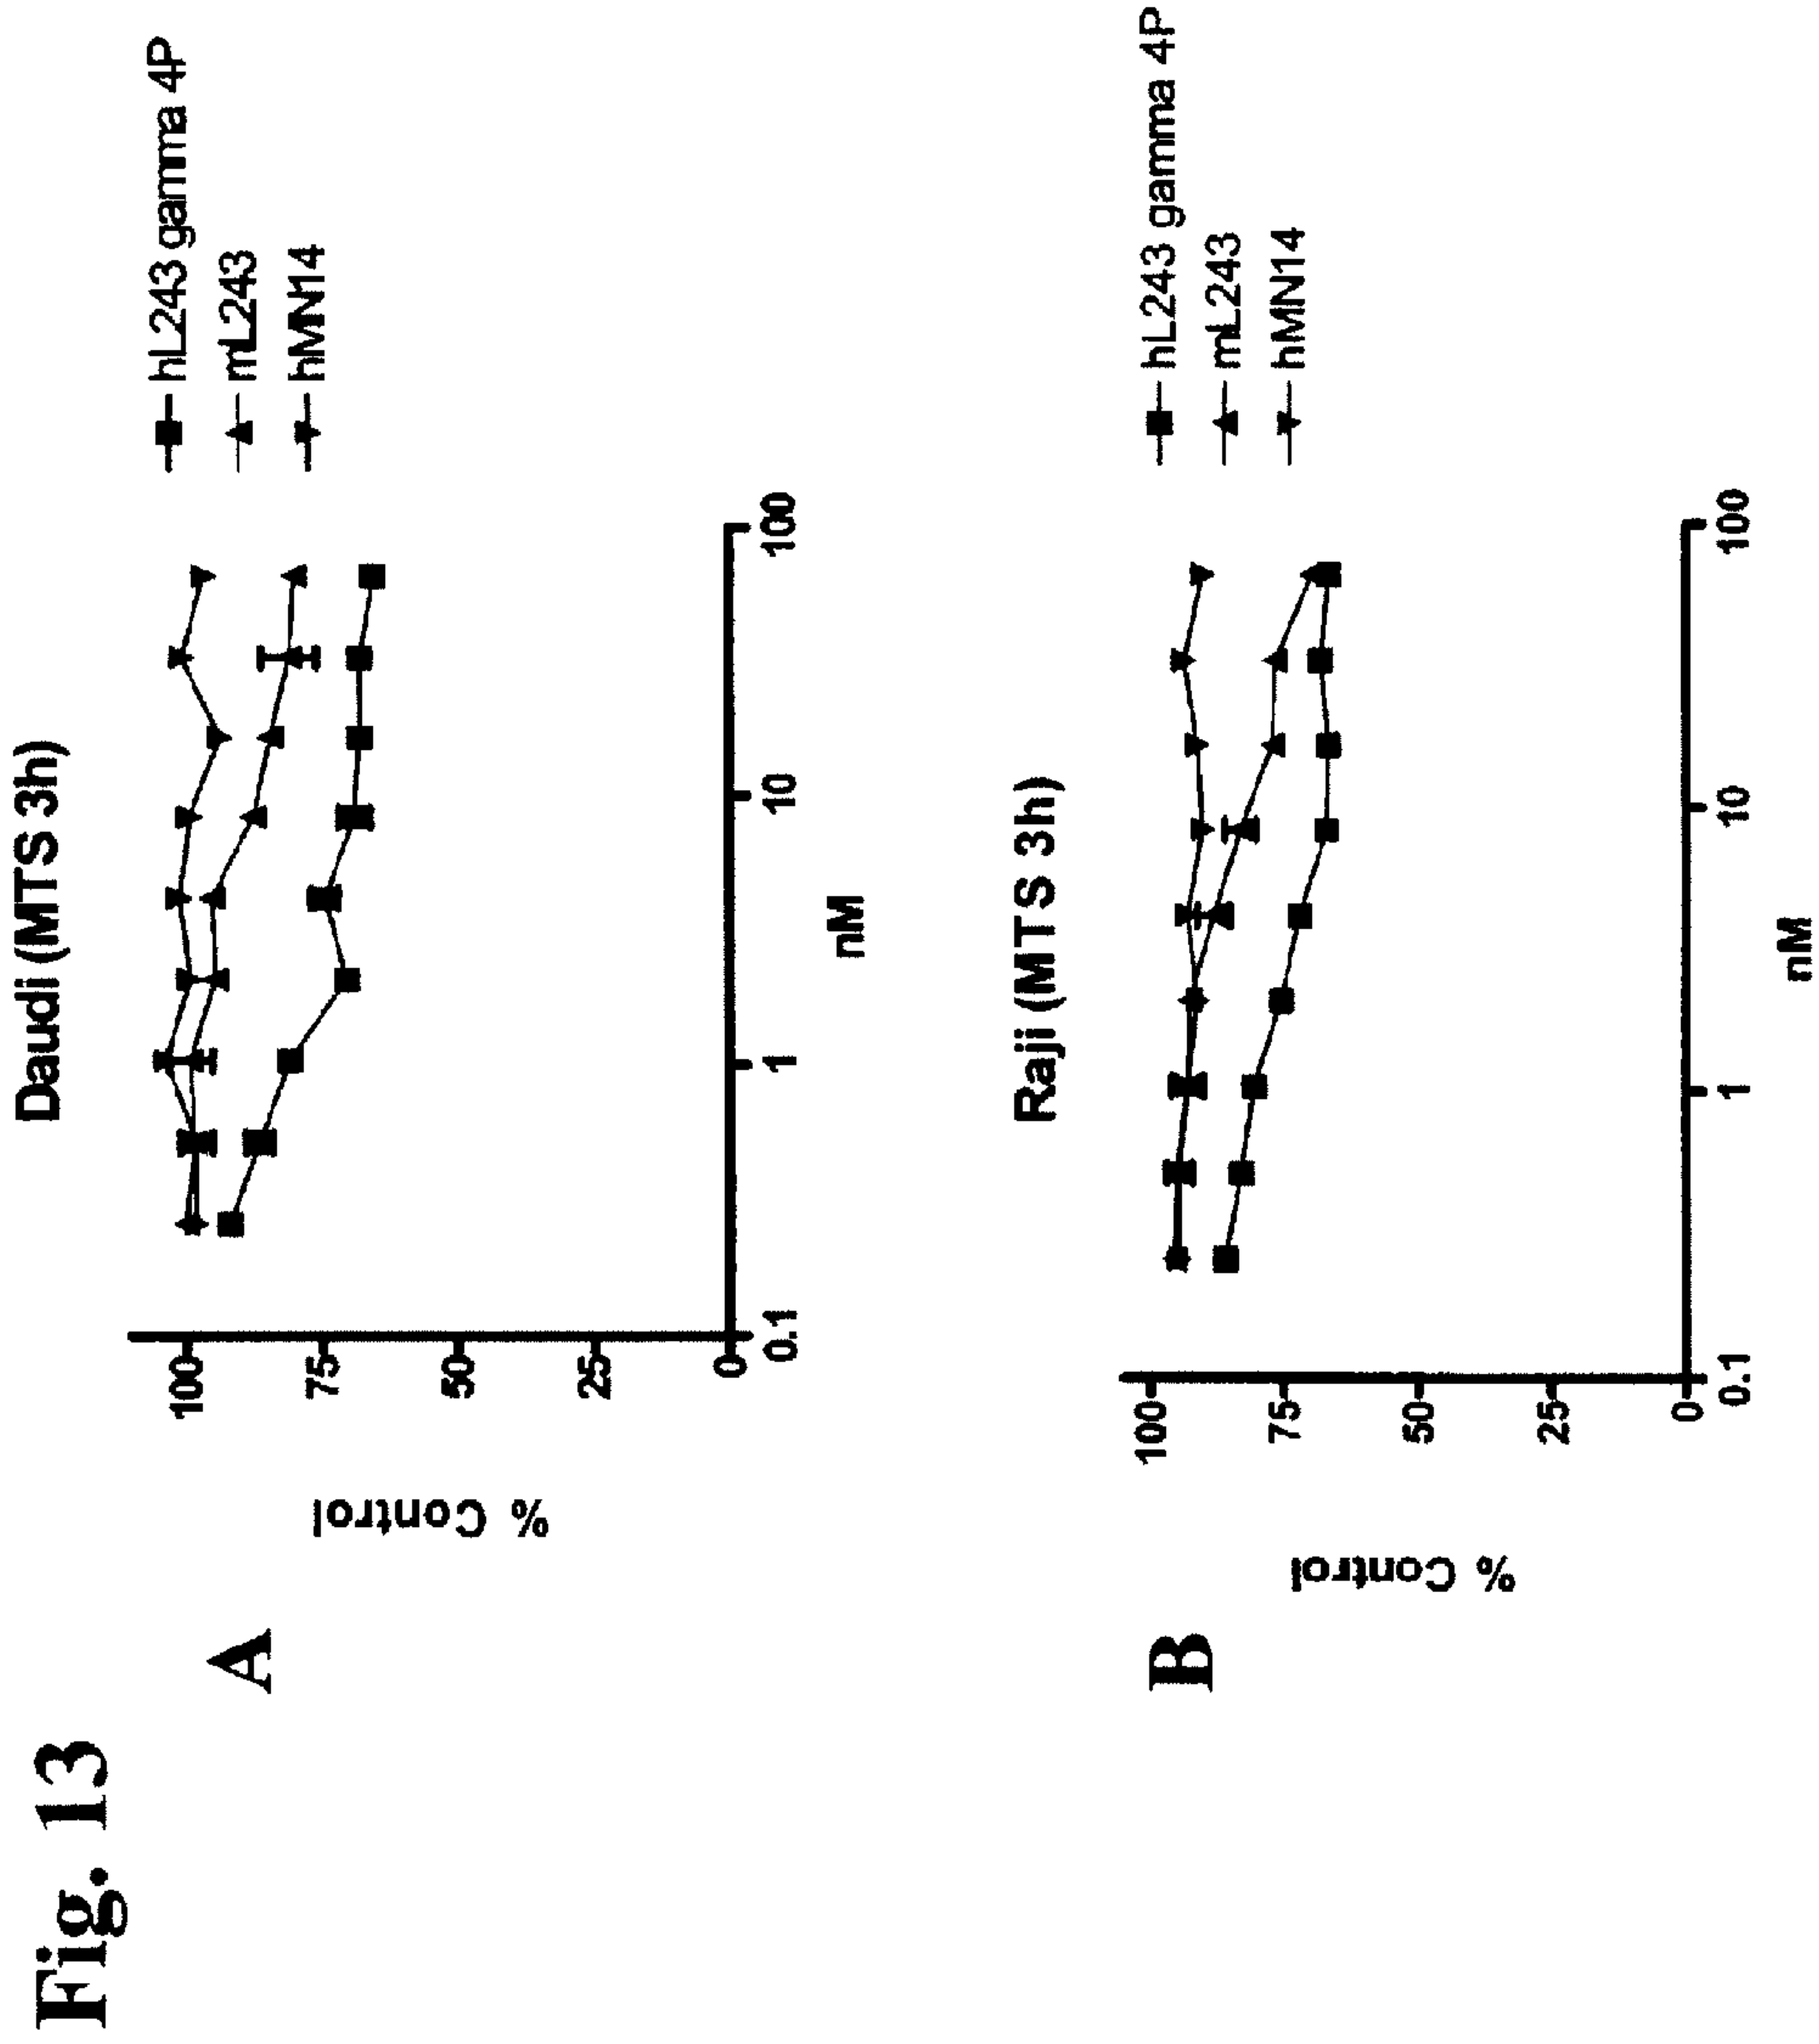 Fig. 13
A
Daudi (MTS 3h)
% Control
100
75
50
25
0
0.1
1
10
100
nM
hL243 gamma 4P
mL243
hMN14
B
Raji (MTS 3h)
% Control
100
75
50
25
0
0.1
1
10
100
nM
hL243 gamma 4P
mL243
hMN14